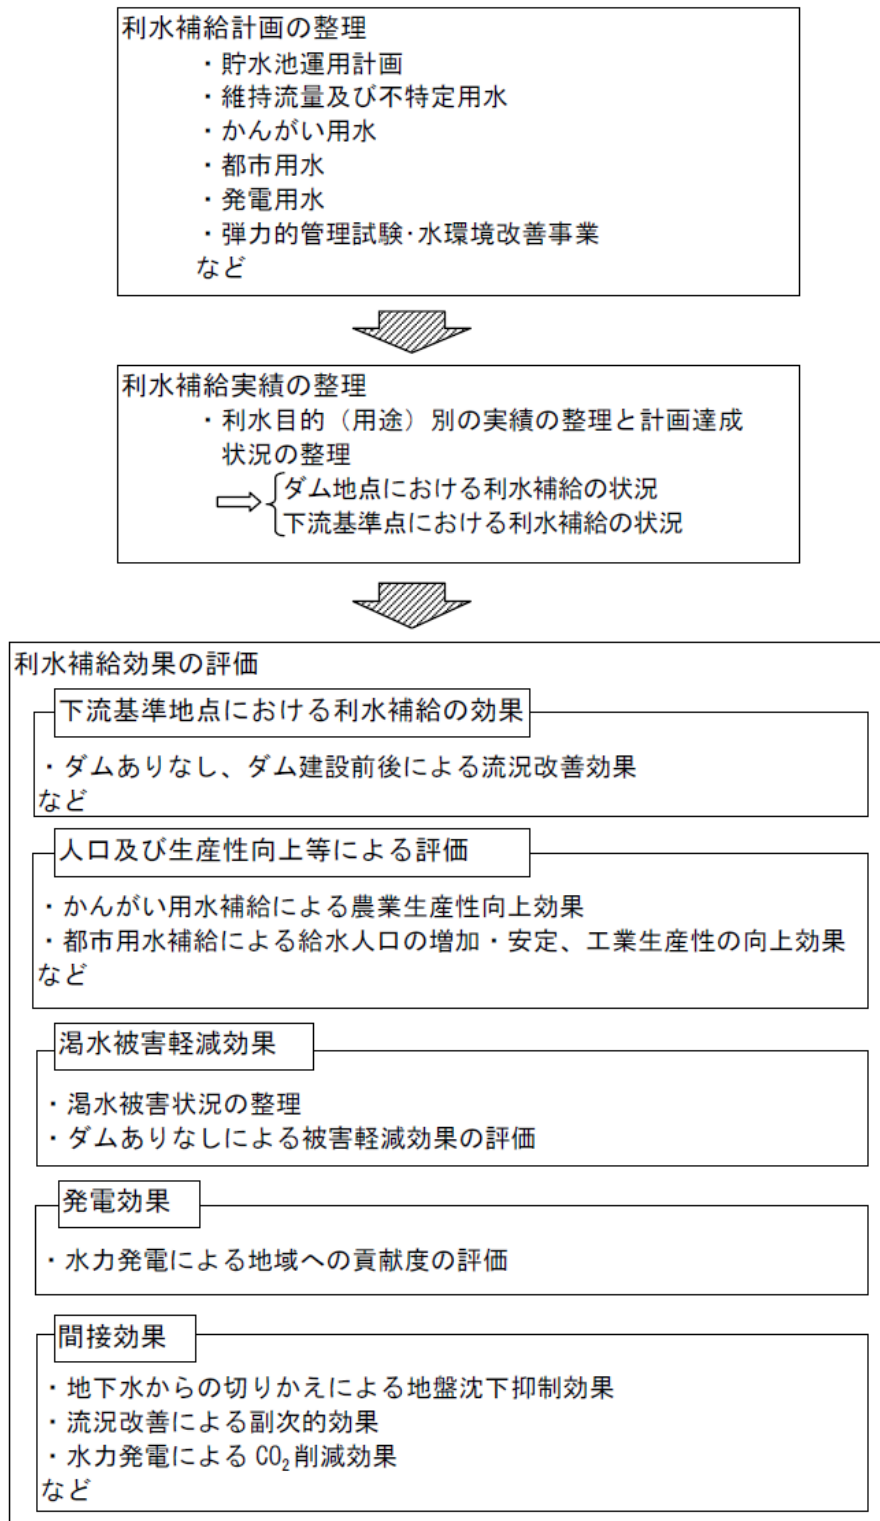 利水補給計画の整理
・貯水池運用計画
・維持流量及び不特定用水
・かんがい用水
・都市用水
・発電用水
・弾力的管理試験･水環境改善事業
など
利水補給実績の整理
・利水目的（用途）別の実績の整理と計画達成
状況の整理
ダム地点における利水補給の状況
下流基準点における利水補給の状況
利水補給効果の評価
下流基準地点における利水補給の効果
・ダムありなし、ダム建設前後による流況改善効果
など
人口及び生産性向上等による評価
・かんがい用水補給による農業生産性向上効果
・都市用水補給による給水人口の増加・安定、工業生産性の向上効果
など
渇水被害軽減効果
・渇水被害状況の整理
・ダムありなしによる被害軽減効果の評価
発電効果
・水力発電による地域への貢献度の評価
間接効果
・地下水からの切りかえによる地盤沈下抑制効果
・流況改善による副次的効果
・水力発電による CO₂削減効果
など